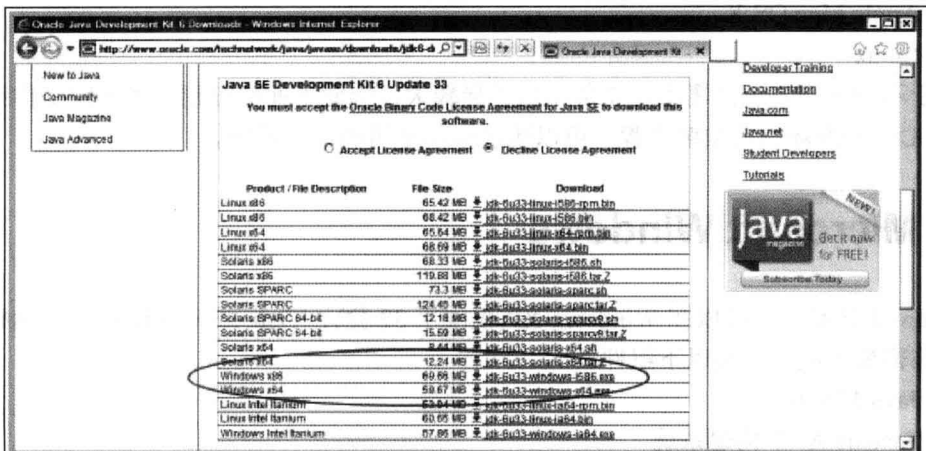 Oracle Java Development Kit 6 Downloads - Windows Internet Explorer
http://www.oracle.com/technetwork/java/javase/downloads/jdk6-d
Oracle Java Development Kit ...
New to Java
Community
Java Magazine
Java Advanced
Java SE Development Kit 6 Update 33
You must accept the Oracle Binary Code License Agreement for Java SE to download this
software.
Accept License Agreement Decline License Agreement
Product / File Description File Size Download
Linux x86 65.42 MB jdk-6u33-linux-i586-rpm.bin
Linux x86 68.42 MB jdk-6u33-linux-i586.bin
Linux x64 65.64 MB jdk-6u33-linux-x64-rpm.bin
Linux x64 68.69 MB jdk-6u33-linux-x64.bin
Solaris x86 68.33 MB jdk-6u33-solaris-i586.sh
Solaris x86 119.88 MB jdk-6u33-solaris-i586.tar.Z
Solaris SPARC 73.3 MB jdk-6u33-solaris-sparc.sh
Solaris SPARC 124.46 MB jdk-6u33-solaris-sparc.tar.Z
Solaris SPARC 64-bit 12.18 MB jdk-6u33-solaris-sparcv9.sh
Solaris SPARC 64-bit 15.59 MB jdk-6u33-solaris-sparcv9.tar.Z
Solaris x64 MB jdk-6u33-solaris-x64.sh
Solaris x64 12.24 MB jdk-6u33-solaris-x64.tar.Z
Windows x86 69.66 MB jdk-6u33-windows-i586.exe
Windows x64 59.67 MB jdk-6u33-windows-x64.exe
Linux Intel Itanium MB jdk-6u33-linux-ia64-rpm.bin
Linux Intel Itanium 60.65 MB jdk-6u33-linux-ia64.bin
Windows Intel Itanium 57.86 MB jdk-6u33-windows-ia64.exe
Developer Training
Documentation
Java.com
Java.net
Student Developers
Tutorials
NEW!
Java
magazine
Get it now
for FREE!
Subscribe Today